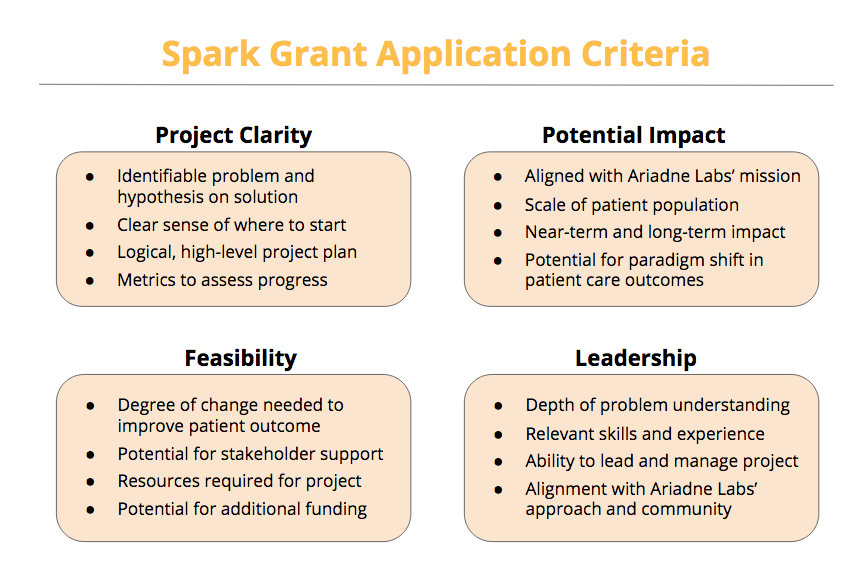 Spark Grant Application Criteria
Project Clarity
● Identifiable problem and
hypothesis on solution
● Clear sense of where to start
● Logical, high-level project plan
● Metrics to assess progress
Potential Impact
● Aligned with Ariadne Labs’ mission
● Scale of patient population
● Near-term and long-term impact
● Potential for paradigm shift in
patient care outcomes
Feasibility
● Degree of change needed to
improve patient outcome
● Potential for stakeholder support
● Resources required for project
● Potential for additional funding
Leadership
● Depth of problem understanding
● Relevant skills and experience
● Ability to lead and manage project
● Alignment with Ariadne Labs’
approach and community